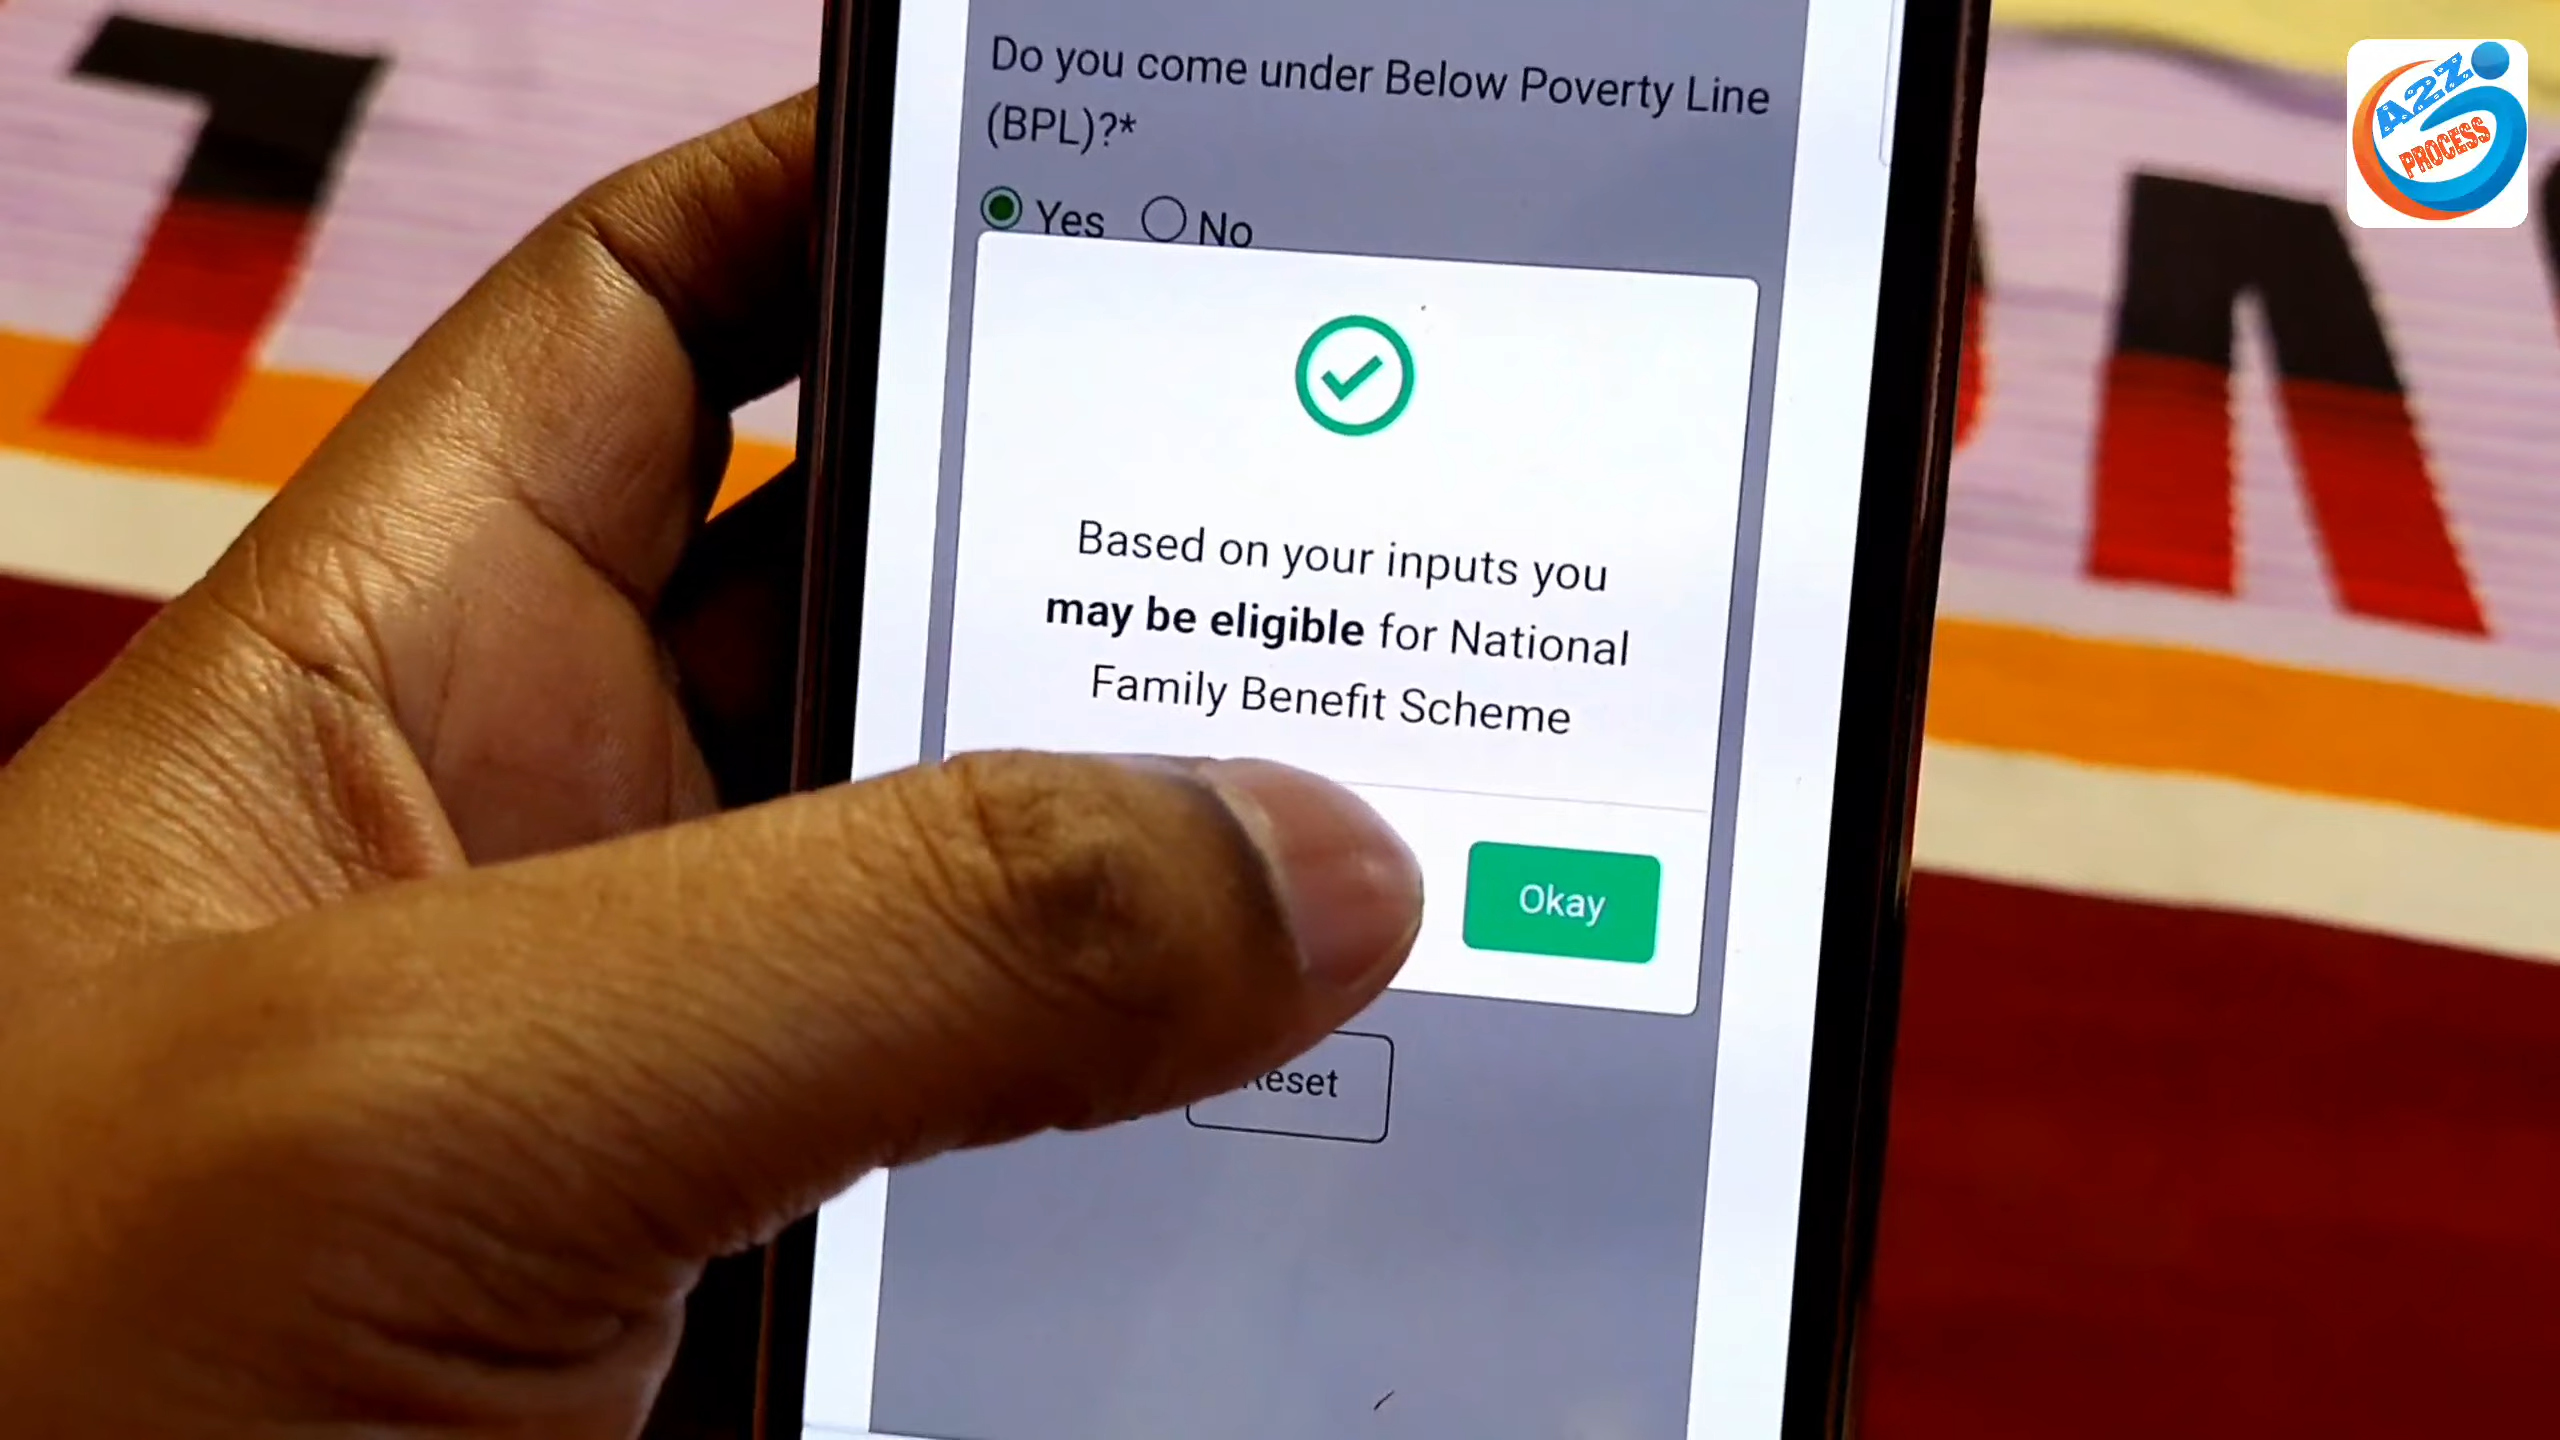 Do you come under Below Poverty Line
(BPL)?*
Yes No
Based on your inputs you
may be eligible for National
Family Benefit Scheme
Okay
A2Z
PROCESS